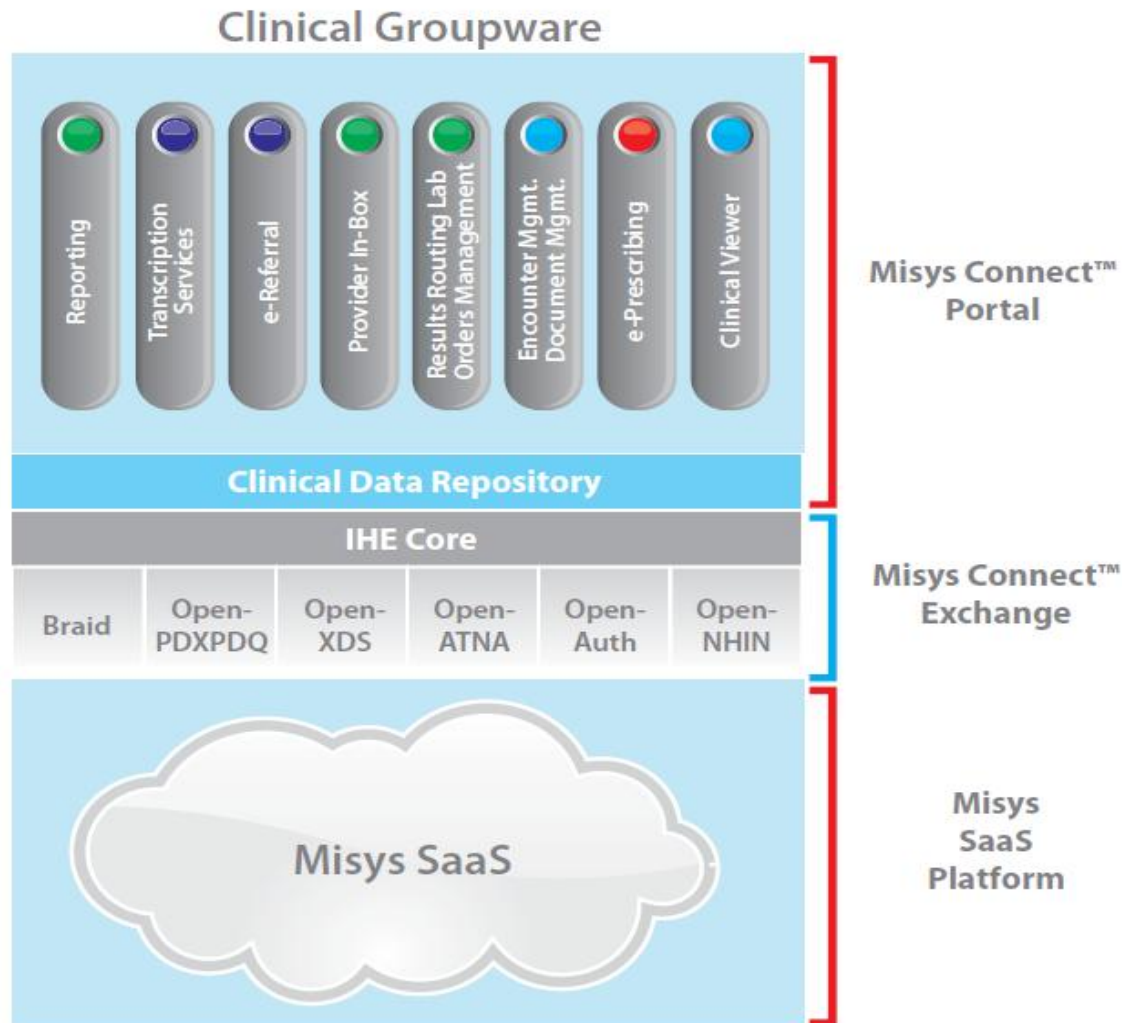 Clinical Groupware
Reporting
Transcription
Services
e-Referral
Provider In-Box
Results Routing Lab
Orders Management
Encounter Mgmt.
Document Mgmt.
e-Prescribing
Clinical Viewer
Misys Connect™
Portal
Clinical Data Repository
IHE Core
Braid
Open-
PDXPDQ
Open-
XDS
Open-
ATNA
Open-
Auth
Open-
NHIN
Misys Connect™
Exchange
Misys SaaS
Misys
SaaS
Platform